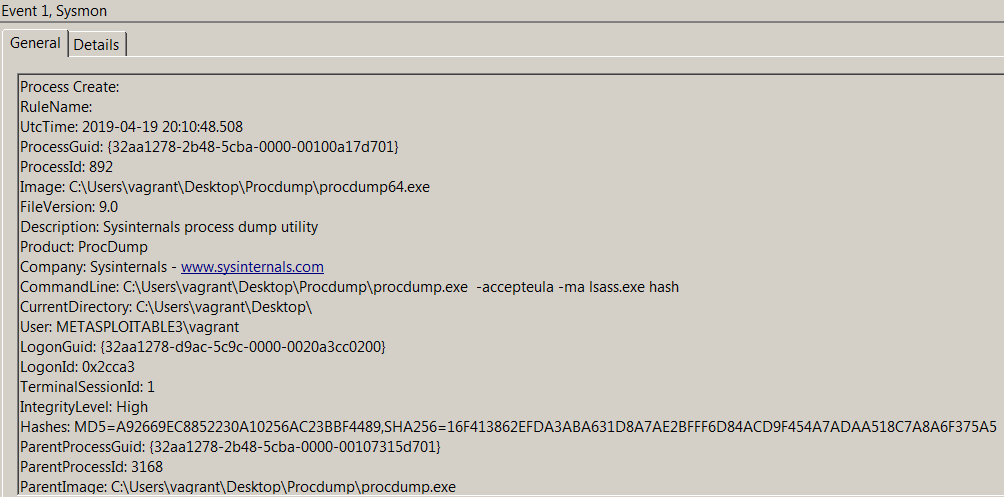 Event 1, Sysmon
General Details
Process Create:
RuleName:
UtcTime: 2019-04-19 20:10:48.508
ProcessGuid: {32aa1278-2b48-5cba-0000-00100a17d701}
ProcessId: 892
Image: C:\Users\vagrant\Desktop\Procdump\procdump64.exe
FileVersion: 9.0
Description: Sysinternals process dump utility
Product: ProcDump
Company: Sysinternals - www.sysinternals.com
CommandLine: C:\Users\vagrant\Desktop\Procdump\procdump.exe  -accepteula -ma lsass.exe hash
CurrentDirectory: C:\Users\vagrant\Desktop\
User: METASPLOITABLE3\vagrant
LogonGuid: {32aa1278-d9ac-5c9c-0000-0020a3cc0200}
LogonId: 0x2cca3
TerminalSessionId: 1
IntegrityLevel: High
Hashes: MD5=A92669EC8852230A10256AC23BBF4489,SHA256=16F413862EFDA3ABA631D8A7AE2BFFF6D84ACD9F454A7ADAA518C7A8A6F375A5
ParentProcessGuid: {32aa1278-2b48-5cba-0000-00107315d701}
ParentProcessId: 3168
ParentImage: C:\Users\vagrant\Desktop\Procdump\procdump.exe